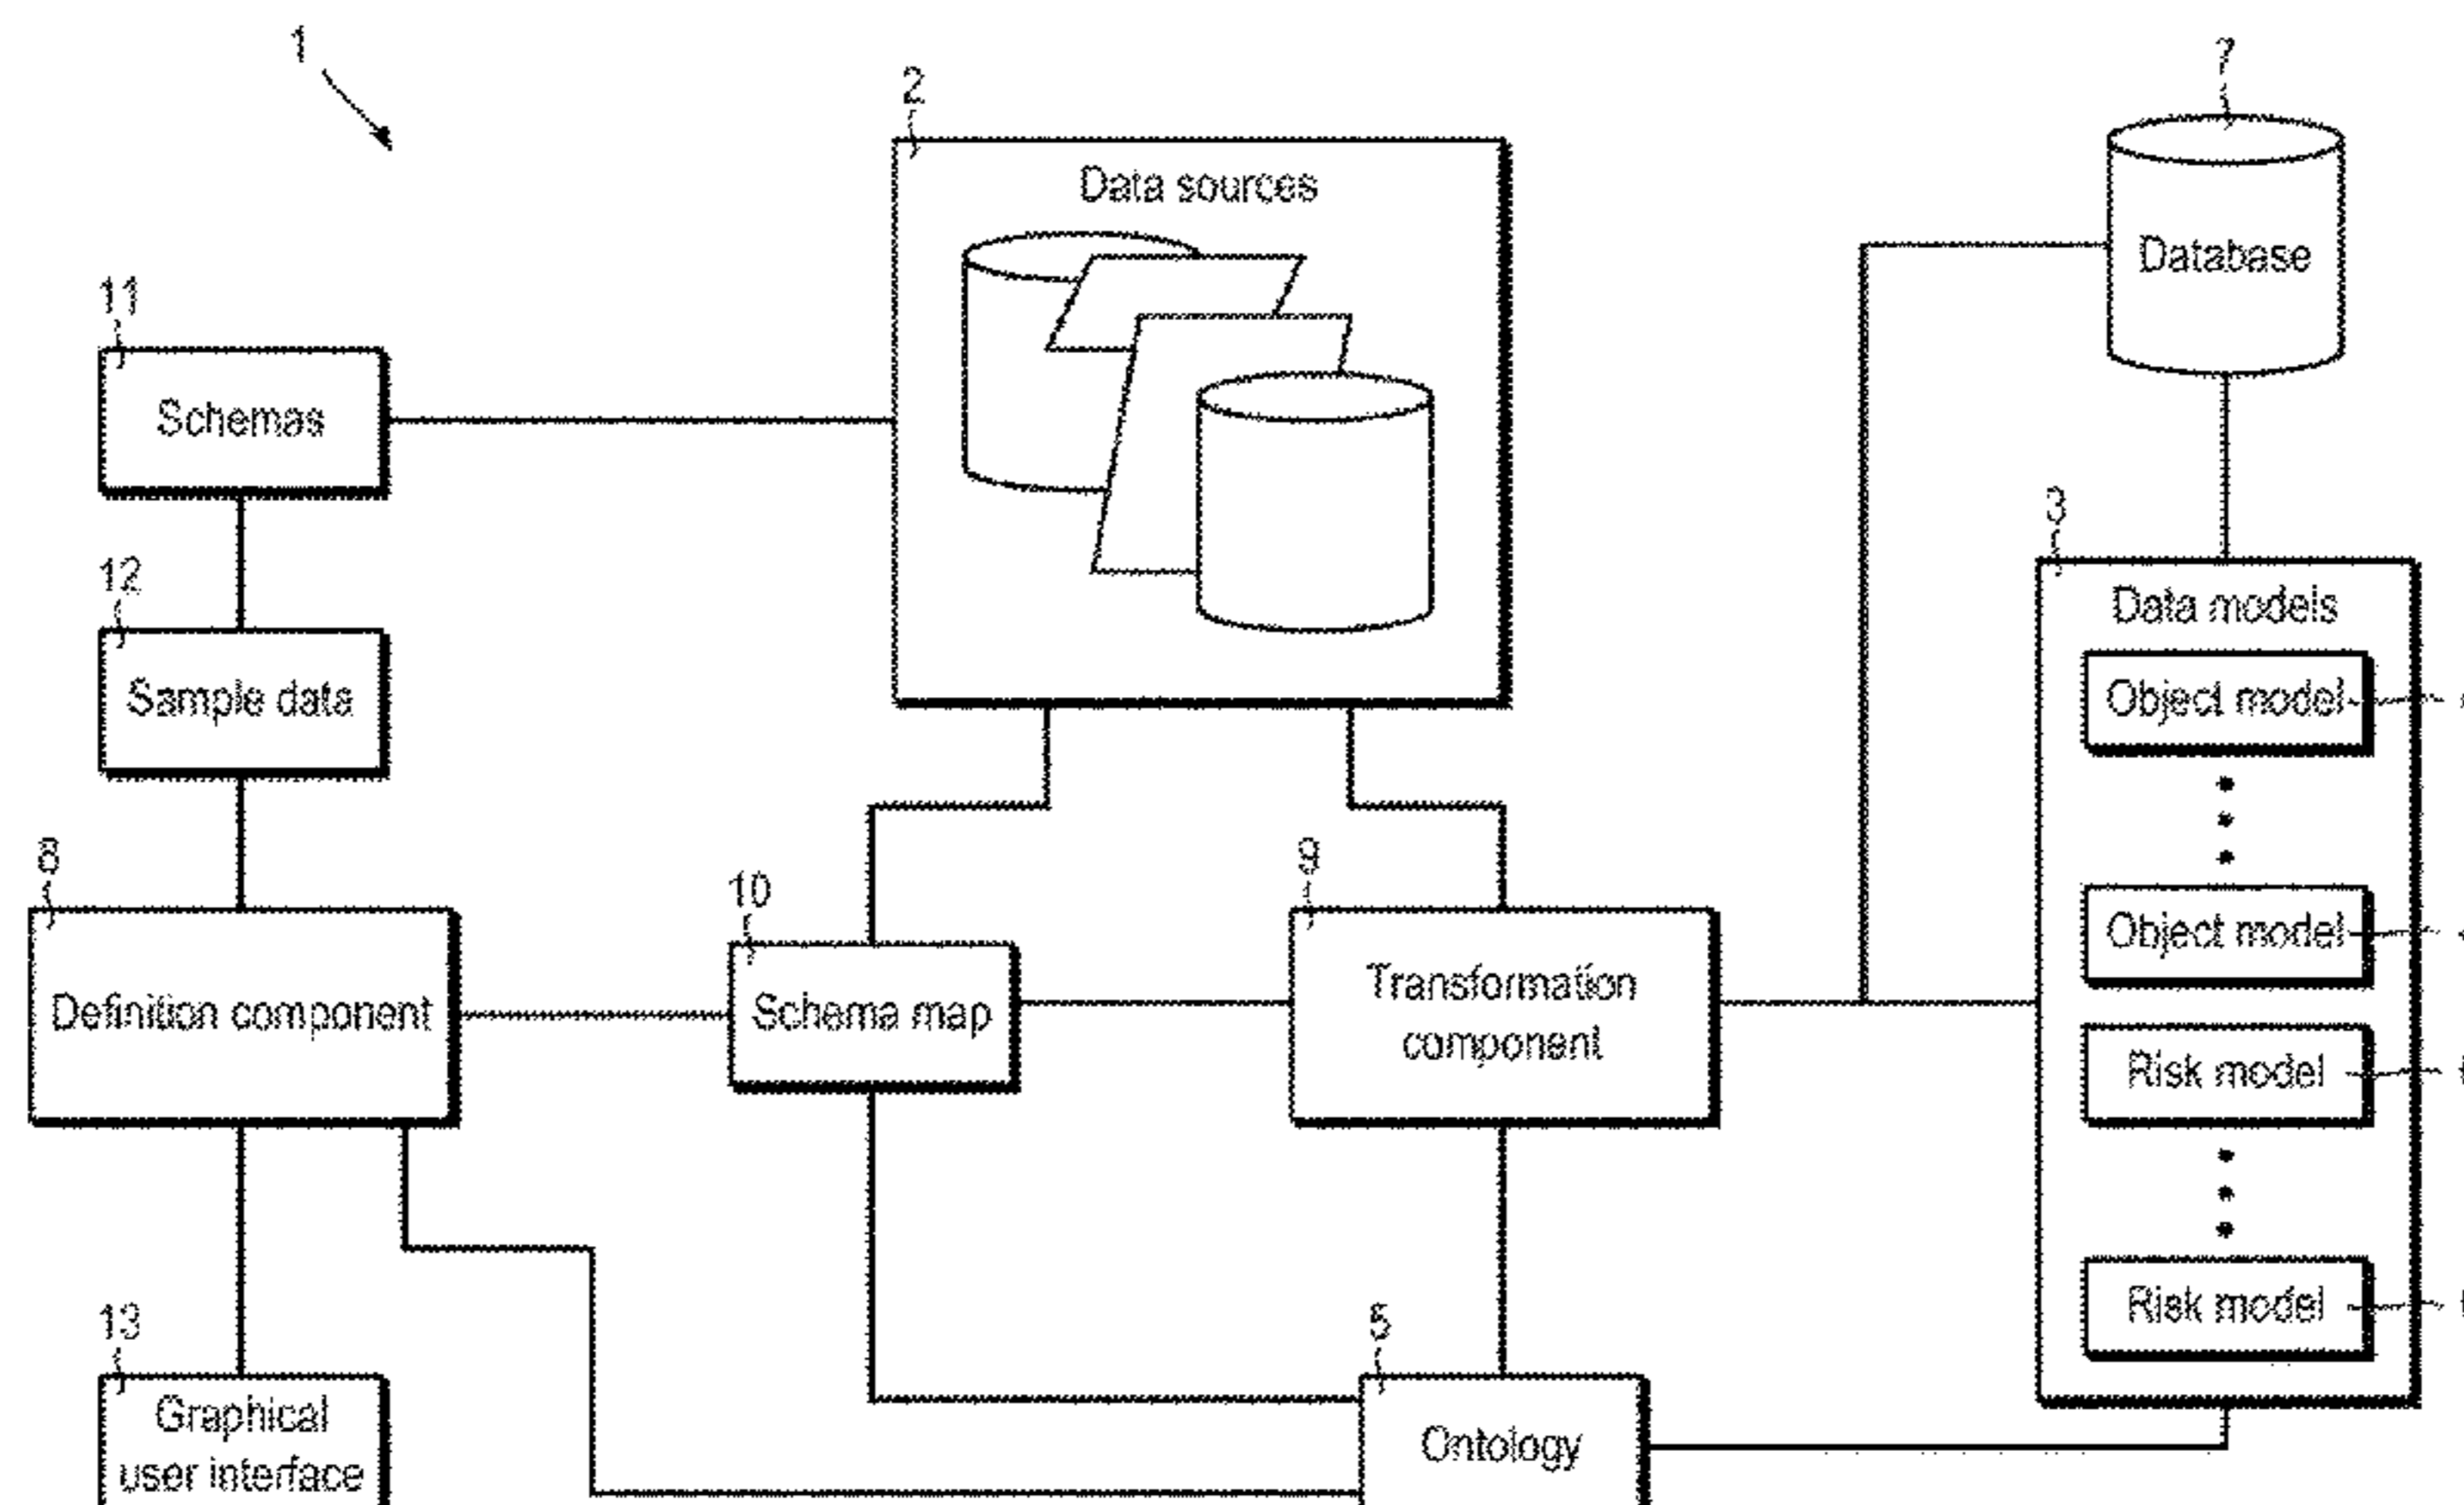 1
2
Data sources
7
Database
11
Schemas
12
Sample data
3
Data models
Object model
Object model
Risk model
Risk model
8
Definition component
10
Schema map
9
Transformation
component
13
Graphical
user interface
5
Ontology